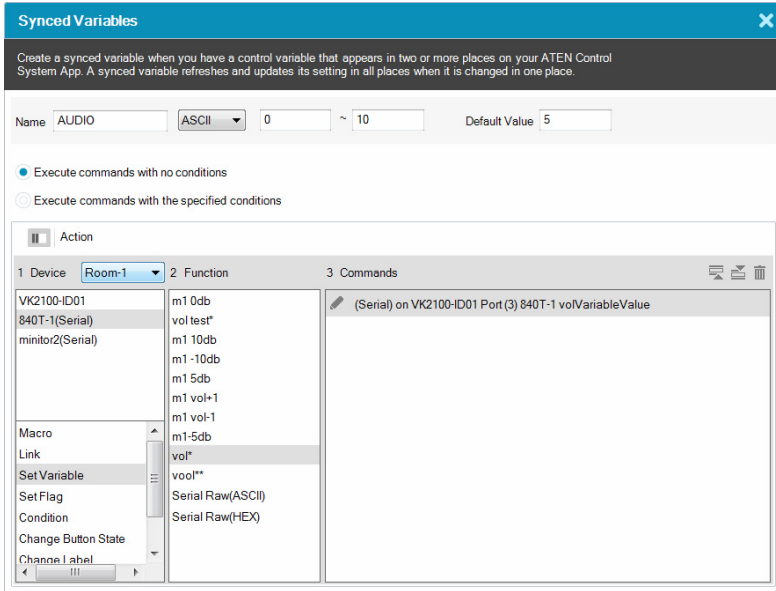 Synced Variables
Create a synced variable when you have a control variable that appears in two or more places on your ATEN Control
System App. A synced variable refreshes and updates its setting in all places when it is changed in one place.
Name AUDIO ASCII 0 ~ 10 Default Value 5
Execute commands with no conditions
Execute commands with the specified conditions
Action
1 Device Room-1 2 Function 3 Commands
VK2100-ID01
840T-1(Serial)
minitor2(Serial)
Macro
Link
Set Variable
Set Flag
Condition
Change Button State
Change Label
m1 0db
vol test*
m1 10db
m1 -10db
m1 5db
m1 vol+1
m1 vol-1
m1-5db
vol*
vool**
Serial Raw(ASCII)
Serial Raw(HEX)
(Serial) on VK2100-ID01 Port (3) 840T-1 volVariableValue